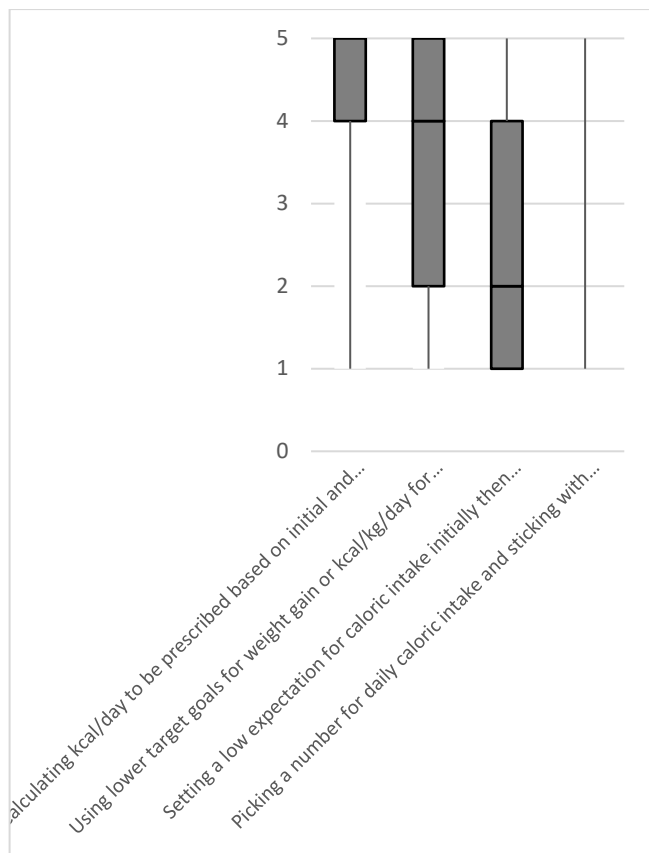 5
4
3
2
1
0
alculating kcal/day to be prescribed based on initial and...
Using lower target goals for weight gain or kcal/kg/day for...
Setting a low expectation for caloric intake initially then...
Picking a number for daily caloric intake and sticking with...